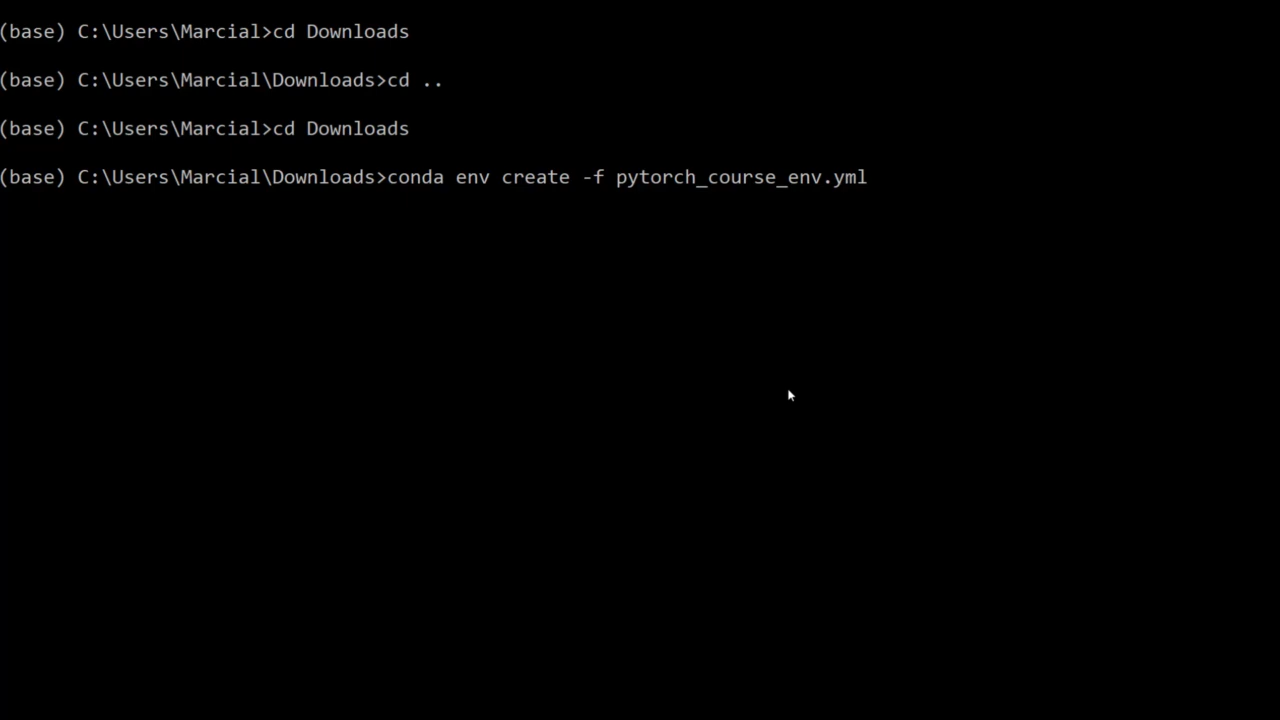 (base) C:\Users\Marcial>cd Downloads
(base) C:\Users\Marcial\Downloads>cd ..
(base) C:\Users\Marcial>cd Downloads
(base) C:\Users\Marcial\Downloads>conda env create -f pytorch_course_env.yml